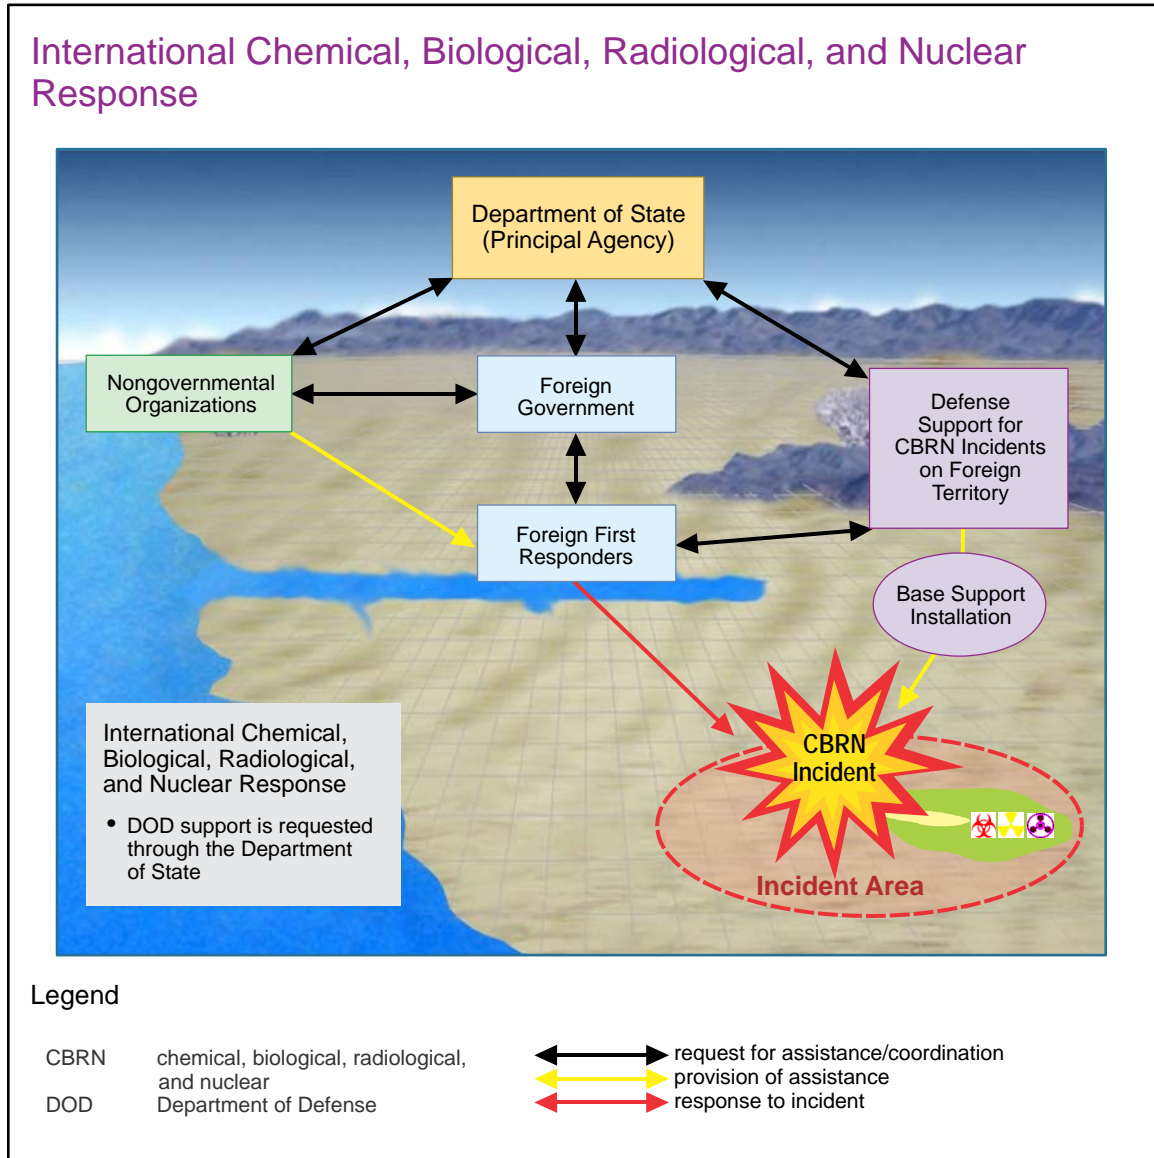 International Chemical, Biological, Radiological, and Nuclear
Response
Department of State
(Principal Agency)
Nongovernmental
Organizations
Foreign
Government
Defense
Support for
CBRN Incidents
on Foreign
Territory
Foreign First
Responders
Base Support
Installation
CBRN
Incident
Incident Area
International Chemical,
Biological, Radiological,
and Nuclear Response
• DOD support is requested
through the Department
of State
Legend
CBRN chemical, biological, radiological,
and nuclear
DOD Department of Defense
request for assistance/coordination
provision of assistance
response to incident